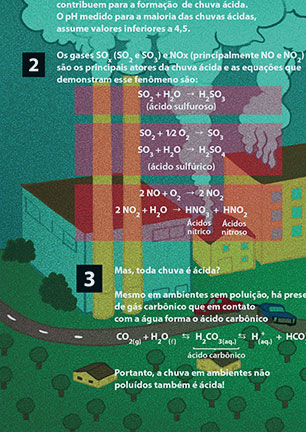 contribuem para a formação de chuva ácida.
O pH medido para a maioria das chuvas ácidas,
assume valores inferiores a 4,5.
2
Os gases SOx (SO2 e SO3) e NOx (principalmente NO e NO2)
são os principais atores da chuva ácida e as equações que
demonstram esse fenômeno são:
SO2 + H2O → H2SO3
(ácido sulfuroso)
SO2 + 1/2 O2 → SO3
SO3 + H2O → H2SO4
(ácido sulfúrico)
2 NO + O2 → 2 NO2
2 NO2 + H2O → HNO3 + HNO2
Ácidos Ácidos
nítrico nitroso
3
Mas, toda chuva é ácida?
Mesmo em ambientes sem poluição, há prese
de gás carbônico que em contato
com a água forma o ácido carbônico
CO2(g) + H2O(ℓ) ⇆ H2CO3(aq.) ⇆ H+(aq) + HCO
ácido carbônico
Portanto, a chuva em ambientes não
poluídos também é ácida!